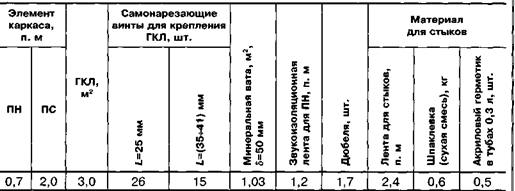 Элемент
каркаса,
п. м
Самонарезающие
винты для крепления
ГКЛ, шт.
Материал
для стыков
ПН
ПС
ГКЛ,
м²
L=25 мм
L=(35÷41) мм
Минеральная вата, м²,
δ=50 мм
Звукоизоляционная
лента для ПН, п. м
Дюбеля, шт.
Лента для стыков,
п. м
Шпаклевка
(сухая смесь), кг
Акриловый герметик
в тубах 0,3 л, шт.
0,7 2,0 3,0 26 15 1,03 1,2 1,7 2,4 0,6 0,5